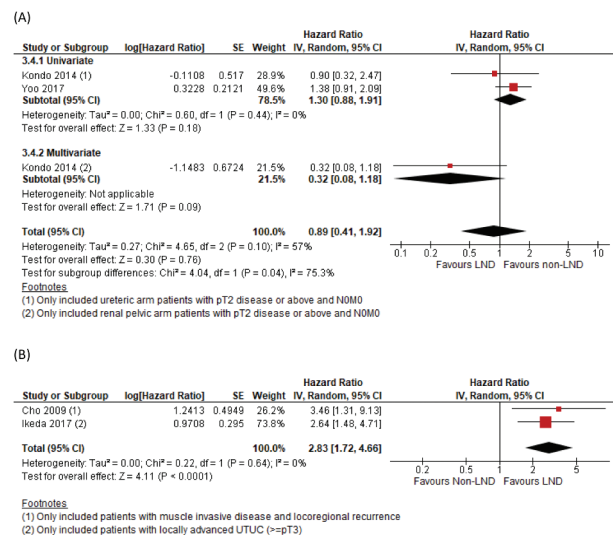 (A)
Hazard Ratio Hazard Ratio
Study or Subgroup log[Hazard Ratio] SE Weight IV, Random, 95% CI IV, Random, 95% CI
3.4.1 Univariate
Kondo 2014 (1) -0.1108 0.517 28.9% 0.90 [0.32, 2.47]
Yoo 2017 0.3228 0.2121 49.6% 1.38 [0.91, 2.09]
Subtotal (95% CI) 78.5% 1.30 [0.88, 1.91]
Heterogeneity: Tau² = 0.00; Chi² = 0.60, df = 1 (P = 0.44); I² = 0%
Test for overall effect: Z = 1.33 (P = 0.18)
3.4.2 Multivariate
Kondo 2014 (2) -1.1483 0.6724 21.5% 0.32 [0.08, 1.18]
Subtotal (95% CI) 21.5% 0.32 [0.08, 1.18]
Heterogeneity: Not applicable
Test for overall effect: Z = 1.71 (P = 0.09)
Total (95% CI) 100.0% 0.89 [0.41, 1.92]
Heterogeneity: Tau² = 0.27; Chi² = 4.65, df = 2 (P = 0.10); I² = 57%
Test for overall effect: Z = 0.30 (P = 0.76)
Test for subgroup differences: Chi² = 4.04, df = 1 (P = 0.04), I² = 75.3%
0.1 0.2 0.5 1 2 5 10
Favours LND Favours non-LND
Footnotes
(1) Only included ureteric arm patients with pT2 disease or above and N0M0
(2) Only included renal pelvic arm patients with pT2 disease or above and N0M0
(B)
Hazard Ratio Hazard Ratio
Study or Subgroup log[Hazard Ratio] SE Weight IV, Random, 95% CI IV, Random, 95% CI
Cho 2009 (1) 1.2413 0.4949 26.2% 3.46 [1.31, 9.13]
Ikeda 2017 (2) 0.9708 0.295 73.8% 2.64 [1.48, 4.71]
Total (95% CI) 100.0% 2.83 [1.72, 4.66]
Heterogeneity: Tau² = 0.00; Chi² = 0.22, df = 1 (P = 0.64); I² = 0%
Test for overall effect: Z = 4.11 (P < 0.0001)
0.2 0.5 1 2 5
Favours Non-LND Favours LND
Footnotes
(1) Only included patients with muscle invasive disease and locoregional recurrence
(2) Only included patients with locally advanced UTUC (>=pT3)